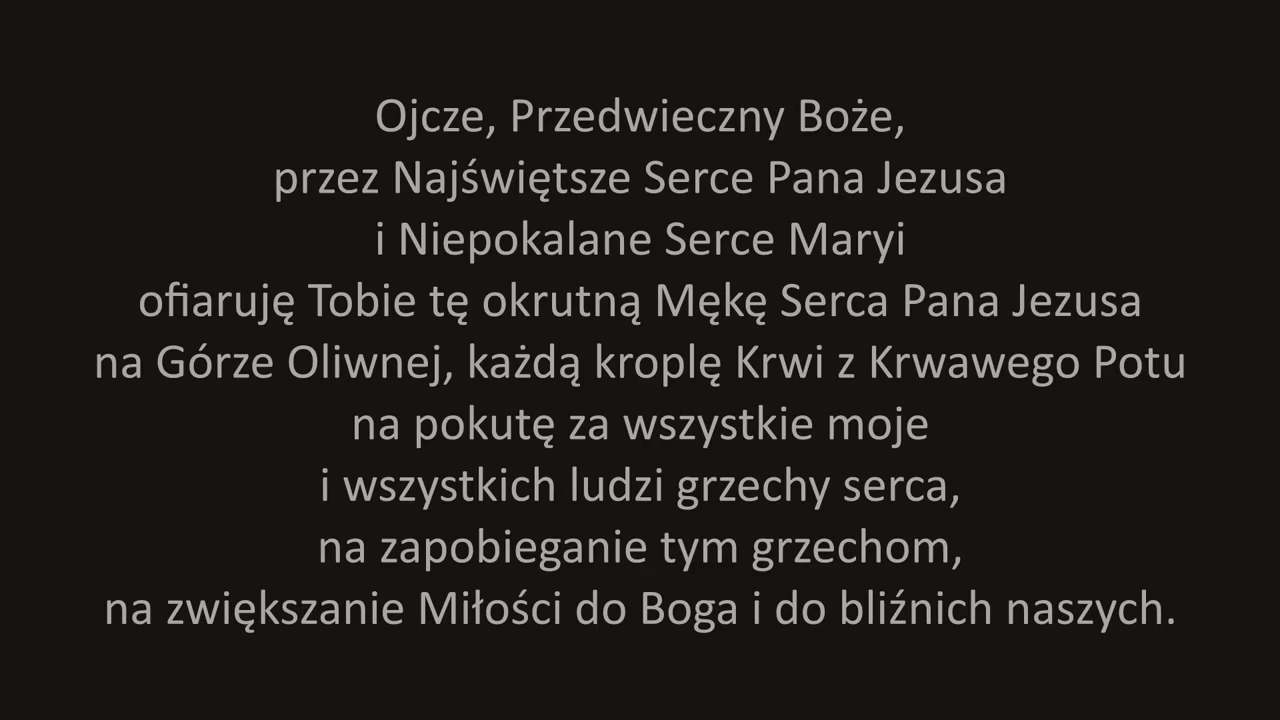 Ojcze, Przedwieczny Boże,
przez Najświętsze Serce Pana Jezusa
i Niepokalane Serce Maryi
ofiaruję Tobie tę okrutną Mękę Serca Pana Jezusa
na Górze Oliwnej, każdą kroplę Krwi z Krwawego Potu
na pokutę za wszystkie moje
i wszystkich ludzi grzechy serca,
na zapobieganie tym grzechom,
na zwiększanie Miłości do Boga i do bliźnich naszych.